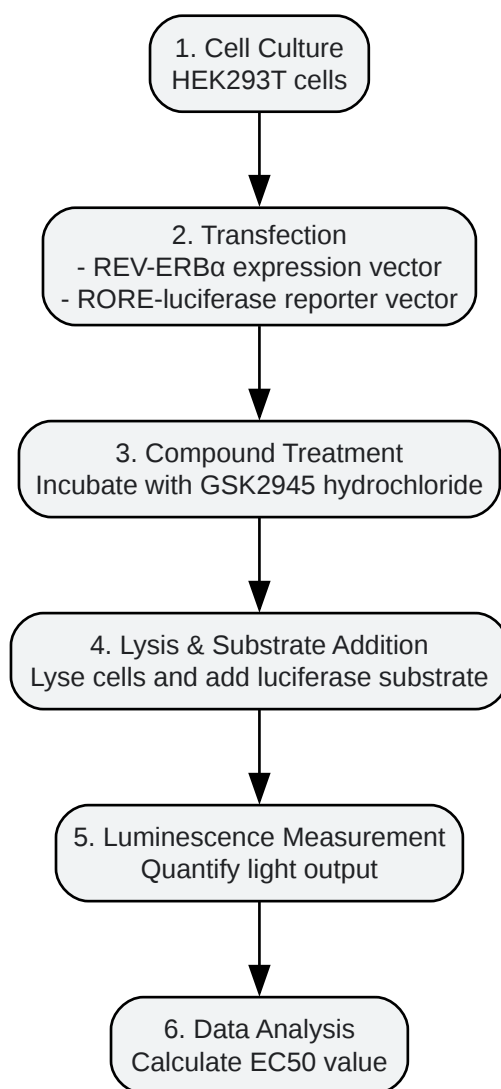 1. Cell Culture
HEK293T cells
2. Transfection
- REV-ERBα expression vector
- RORE-luciferase reporter vector
3. Compound Treatment
Incubate with GSK2945 hydrochloride
4. Lysis & Substrate Addition
Lyse cells and add luciferase substrate
5. Luminescence Measurement
Quantify light output
6. Data Analysis
Calculate EC50 value